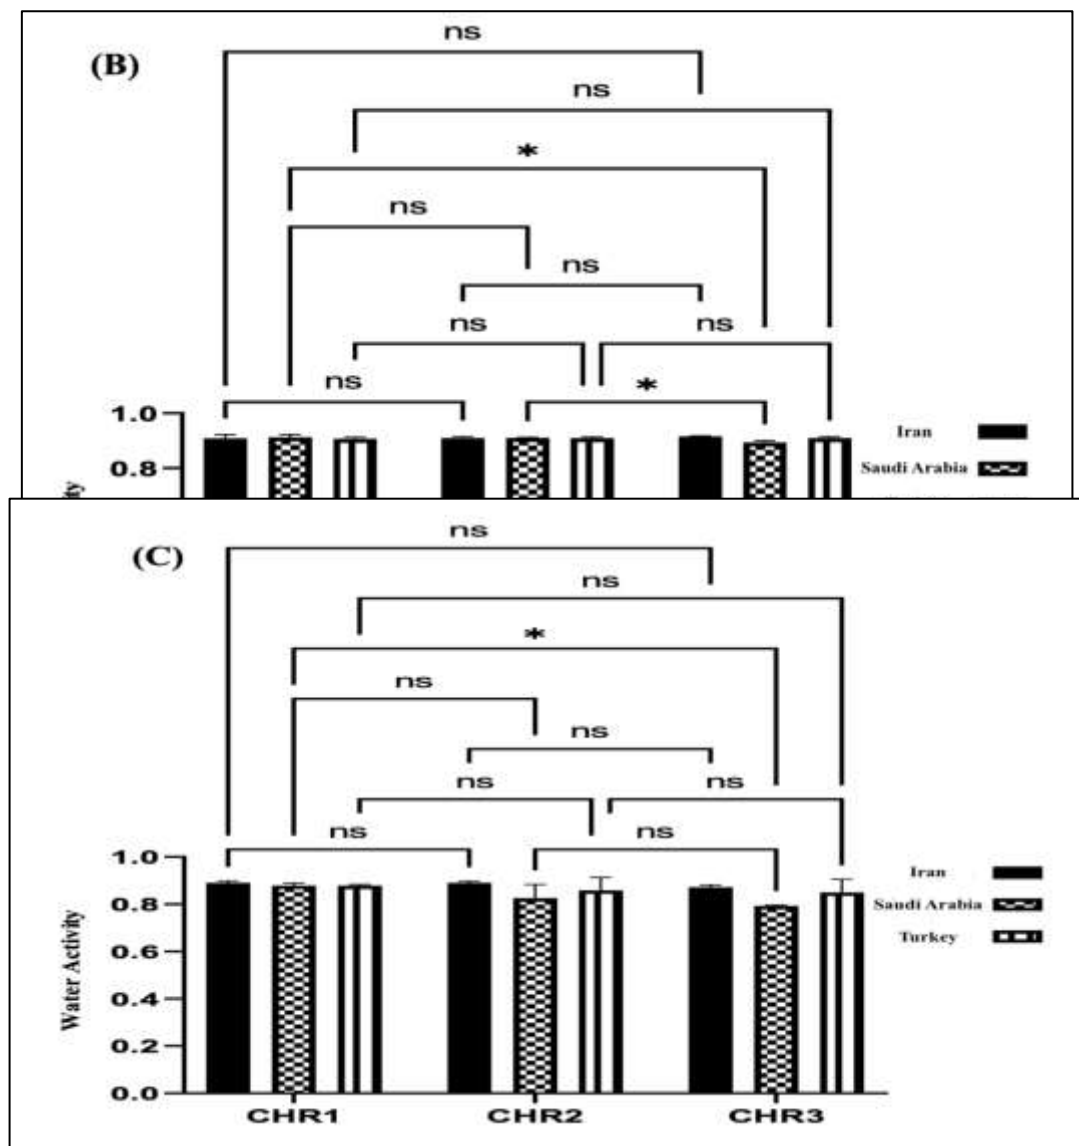 ns
(B)
ns
*
ns
ns
ns
ns
ns
*
1.0
Iran
0.8
Saudi Arabia
ns
(C)
ns
*
ns
ns
ns
ns
ns
ns
1.0
Iran
0.8
Saudi Arabia
Turkey
0.6
0.4
0.2
0.0
Water Activity
CHR1 CHR2 CHR3